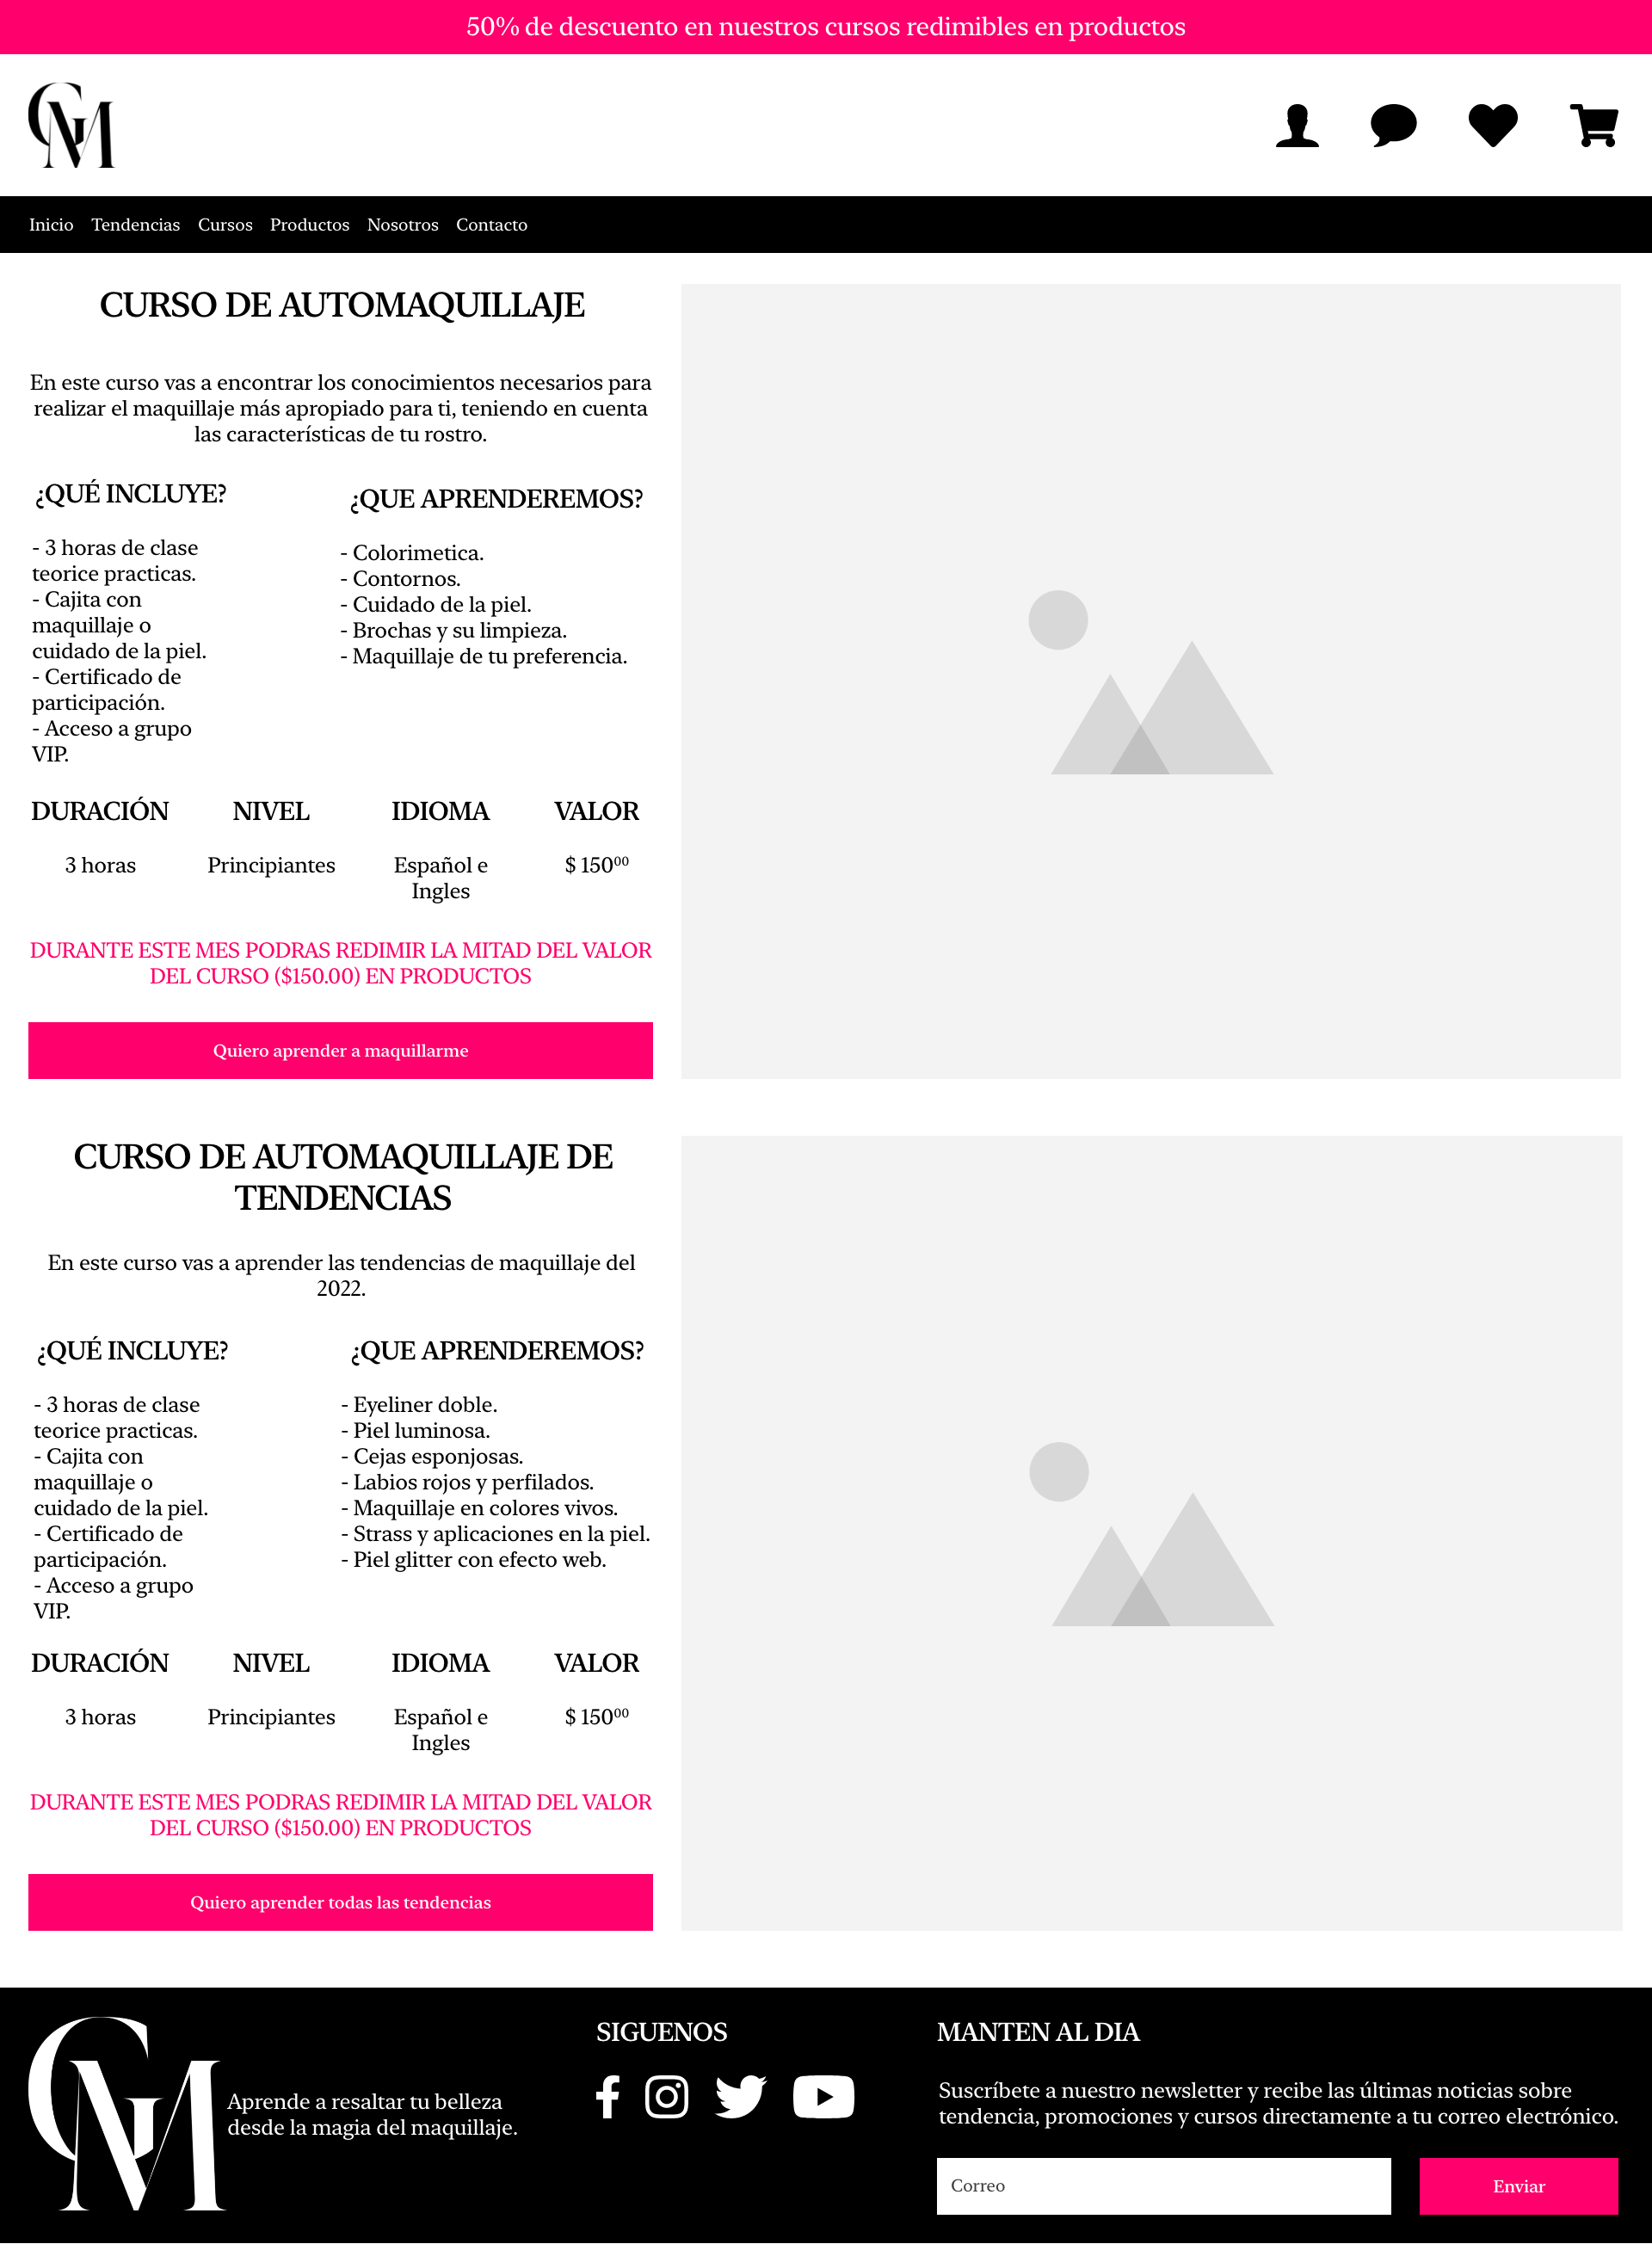 50% de descuento en nuestros cursos redimibles en productos
GM
Inicio Tendencias Cursos Productos Nosotros Contacto
CURSO DE AUTOMAQUILLAJE
En este curso vas a encontrar los conocimientos necesarios para
realizar el maquillaje más apropiado para ti, teniendo en cuenta
las características de tu rostro.
¿QUÉ INCLUYE?
- 3 horas de clase
teorice practicas.
- Cajita con
maquillaje o
cuidado de la piel.
- Certificado de
participación.
- Acceso a grupo
VIP.
¿QUE APRENDEREMOS?
- Colorimetica.
- Contornos.
- Cuidado de la piel.
- Brochas y su limpieza.
- Maquillaje de tu preferencia.
DURACIÓN NIVEL IDIOMA VALOR
3 horas Principiantes Español e $ 150⁰⁰
Ingles
DURANTE ESTE MES PODRAS REDIMIR LA MITAD DEL VALOR
DEL CURSO ($150.00) EN PRODUCTOS
Quiero aprender a maquillarme
CURSO DE AUTOMAQUILLAJE DE
TENDENCIAS
En este curso vas a aprender las tendencias de maquillaje del
2022.
¿QUÉ INCLUYE?
- 3 horas de clase
teorice practicas.
- Cajita con
maquillaje o
cuidado de la piel.
- Certificado de
participación.
- Acceso a grupo
VIP.
¿QUE APRENDEREMOS?
- Eyeliner doble.
- Piel luminosa.
- Cejas esponjosas.
- Labios rojos y perfilados.
- Maquillaje en colores vivos.
- Strass y aplicaciones en la piel.
- Piel glitter con efecto web.
DURACIÓN NIVEL IDIOMA VALOR
3 horas Principiantes Español e $ 150⁰⁰
Ingles
DURANTE ESTE MES PODRAS REDIMIR LA MITAD DEL VALOR
DEL CURSO ($150.00) EN PRODUCTOS
Quiero aprender todas las tendencias
GM
Aprende a resaltar tu belleza
desde la magia del maquillaje.
SIGUENOS
MANTEN AL DIA
Suscríbete a nuestro newsletter y recibe las últimas noticias sobre
tendencia, promociones y cursos directamente a tu correo electrónico.
Correo
Enviar